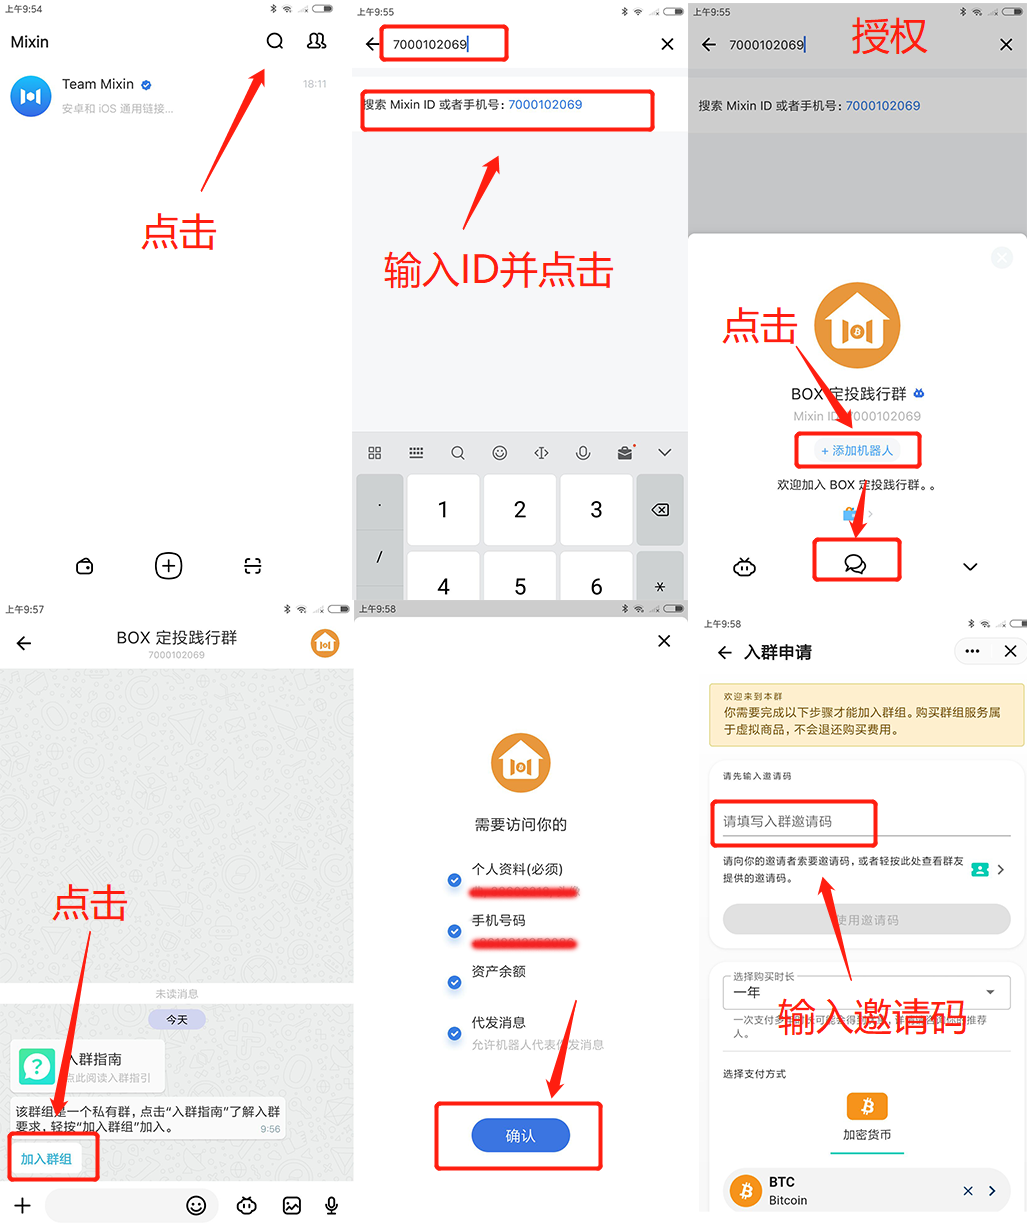 上午9:54
Mixin
Team Mixin
18:11
安卓和 iOS 通用链接...
点击
上午9:55
7000102069
搜索 Mixin ID 或者手机号: 7000102069
输入ID并点击
1
2
3
4
5
6
/
*
上午9:55
7000102069
授权
搜索 Mixin ID 或者手机号: 7000102069
点击
BOX 定投践行群
Mixin ID 7000102069
+ 添加机器人
欢迎加入 BOX 定投践行群。。
上午9:57
BOX 定投践行群
7000102069
点击
未读消息
今天
入群指南
点此阅读入群指引
该群组是一个私有群，点击“入群指南”了解入群
要求，轻按“加入群组”加入。
9:56
加入群组
上午9:58
需要访问你的
个人资料(必须)
手机号码
资产余额
代发消息
允许机器人代表你发消息
确认
上午9:58
入群申请
欢迎来到本群
你需要完成以下步骤才能加入群组。购买群组服务属
于虚拟商品，不会退还购买费用。
请先输入邀请码
请填写入群邀请码
请向你的邀请者索要邀请码，或者轻按此处查看群友
提供的邀请码。
使用邀请码
选择购买时长
一年
输入邀请码
一次支付多
可能会得到
推荐
人。
选择支付方式
加密货币
BTC
Bitcoin